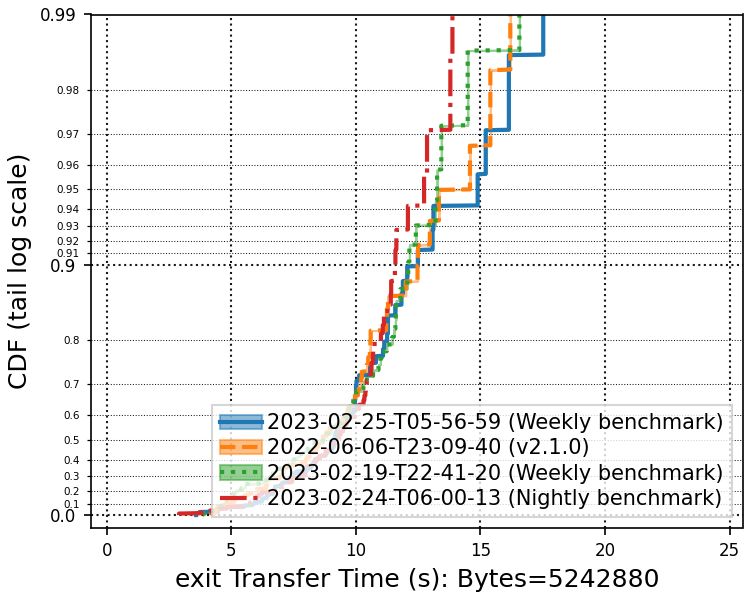 0.99
0.98
0.97
0.96
0.95
0.94
0.93
0.92
0.91
0.9
0.8
0.7
0.6
0.5
0.4
0.3
0.2
0.1
0.0
CDF (tail log scale)
2023-02-25-T05-56-59 (Weekly benchmark)
2022-06-06-T23-09-40 (v2.1.0)
2023-02-19-T22-41-20 (Weekly benchmark)
2023-02-24-T06-00-13 (Nightly benchmark)
0 5 10 15 20 25
exit Transfer Time (s): Bytes=5242880